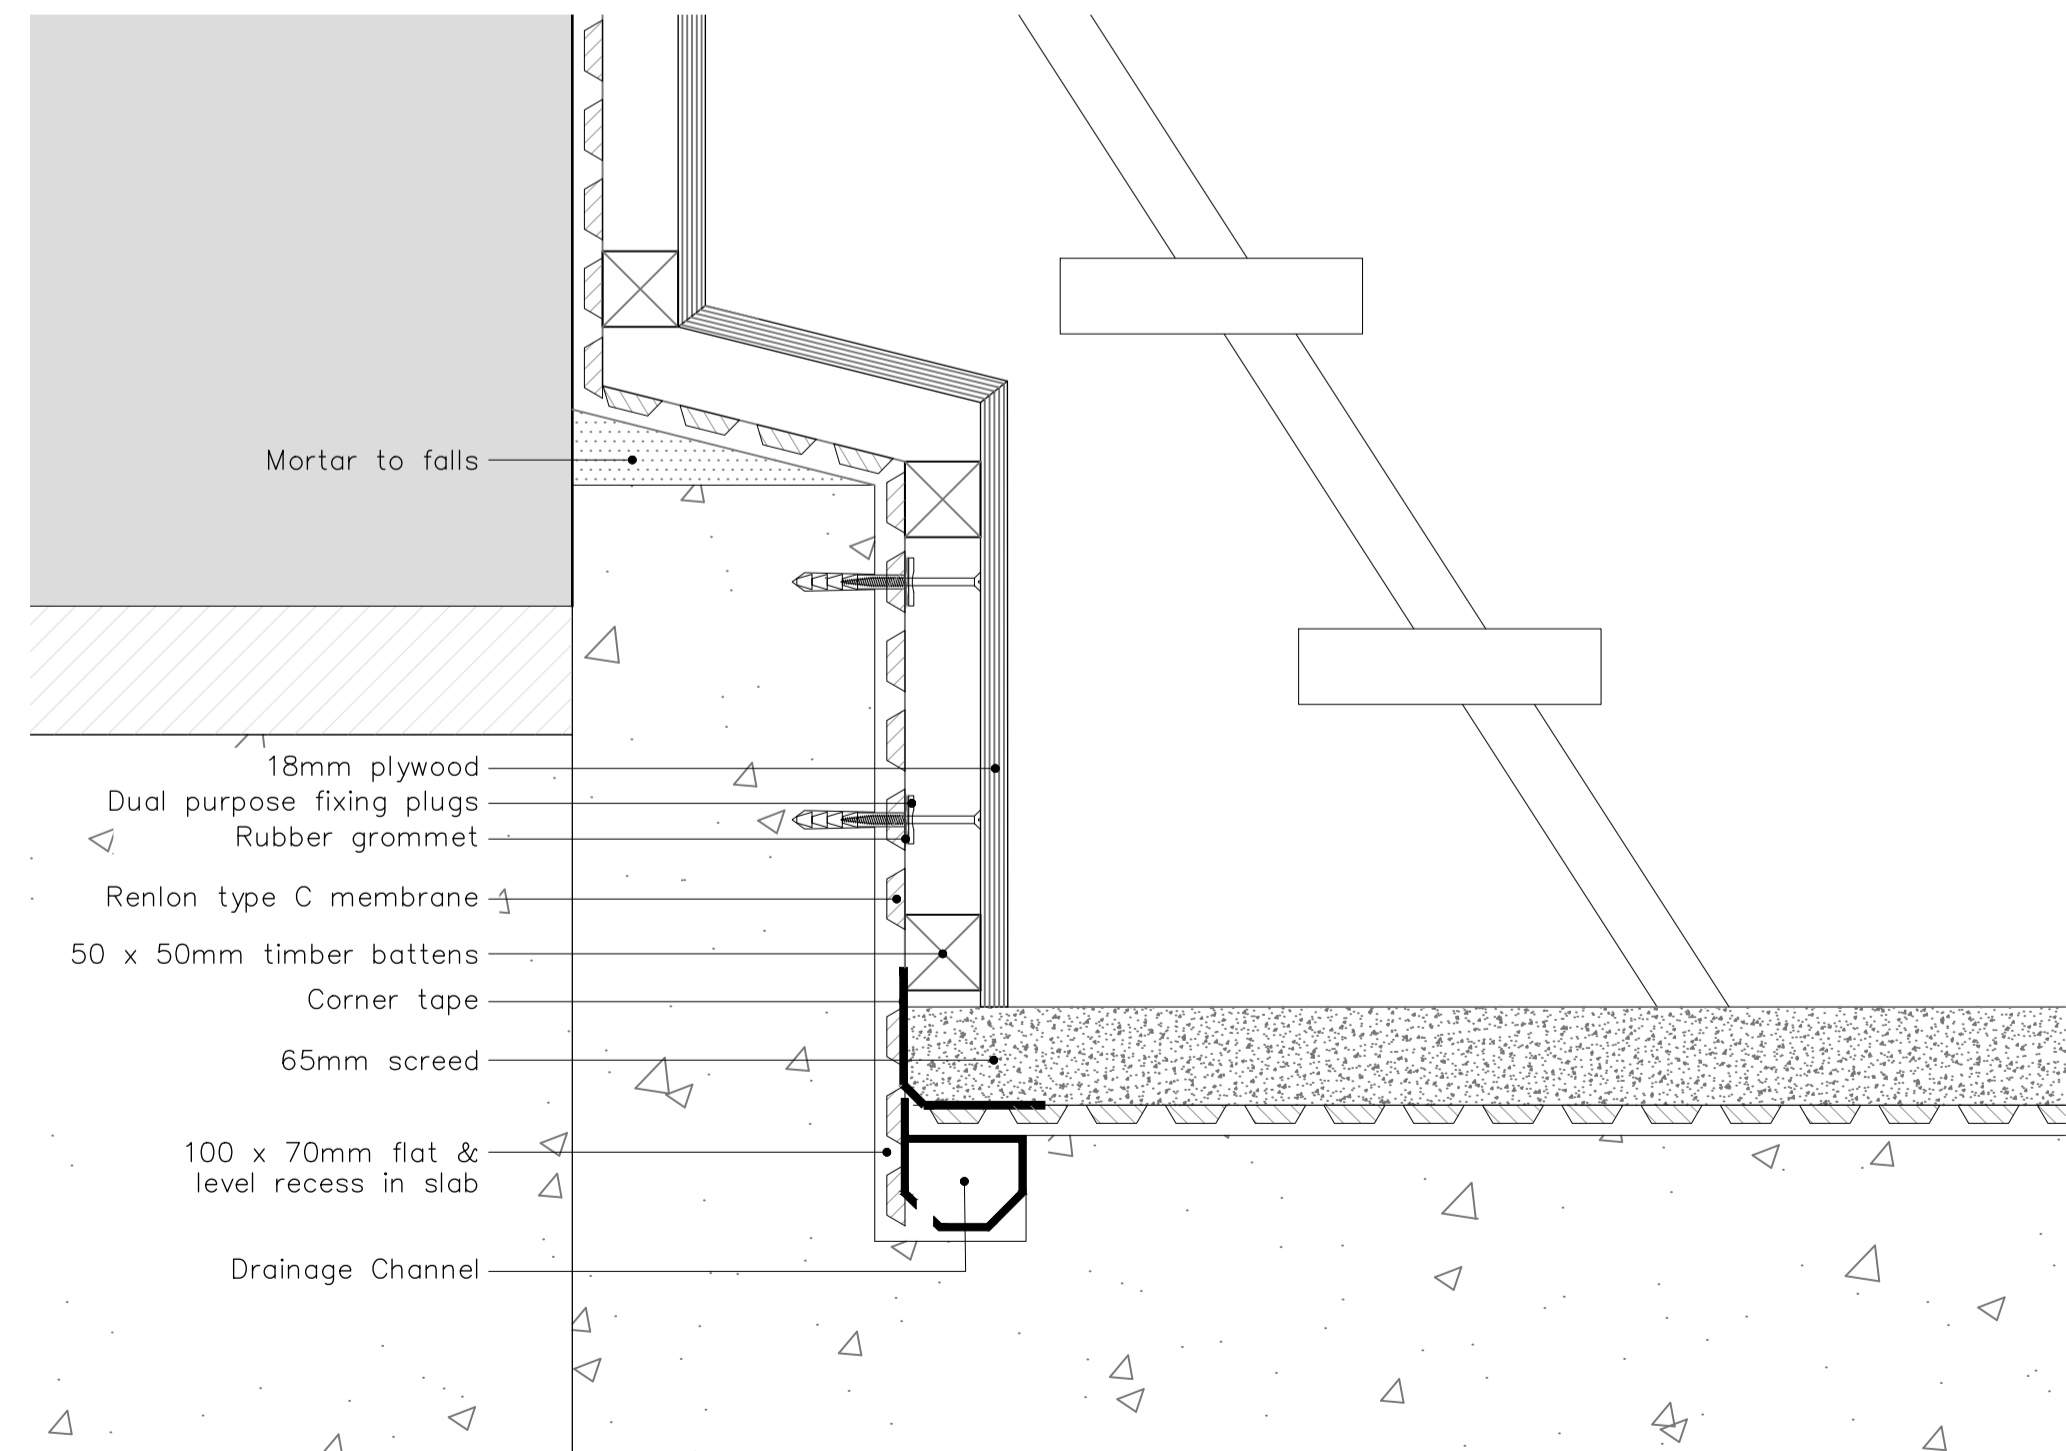 Mortar to falls
18mm plywood
Dual purpose fixing plugs
Rubber grommet
Renlon type C membrane
50 x 50mm timber battens
Corner tape
65mm screed
100 x 70mm flat &
level recess in slab
Drainage Channel